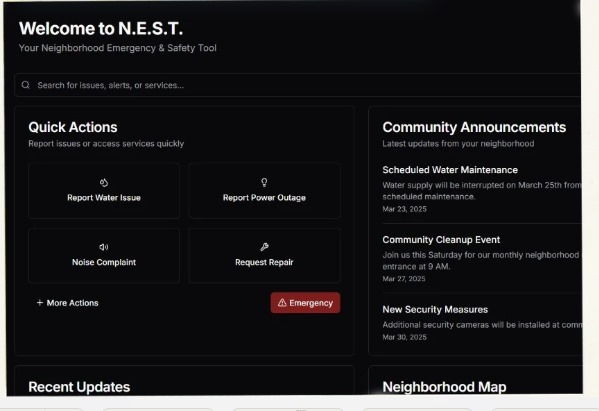 Welcome to N.E.S.T.
Your Neighborhood Emergency & Safety Tool
Search for issues, alerts, or services...
Quick Actions
Report issues or access services quickly
Report Water Issue
Report Power Outage
Noise Complaint
Request Repair
+ More Actions
Emergency
Community Announcements
Latest updates from your neighborhood
Scheduled Water Maintenance
Water supply will be interrupted on March 25th from
scheduled maintenance.
Mar 23, 2025
Community Cleanup Event
Join us this Saturday for our monthly neighborhood
entrance at 9 AM.
Mar 27, 2025
New Security Measures
Additional security cameras will be installed at
Mar 30, 2025
Recent Updates
Neighborhood Map